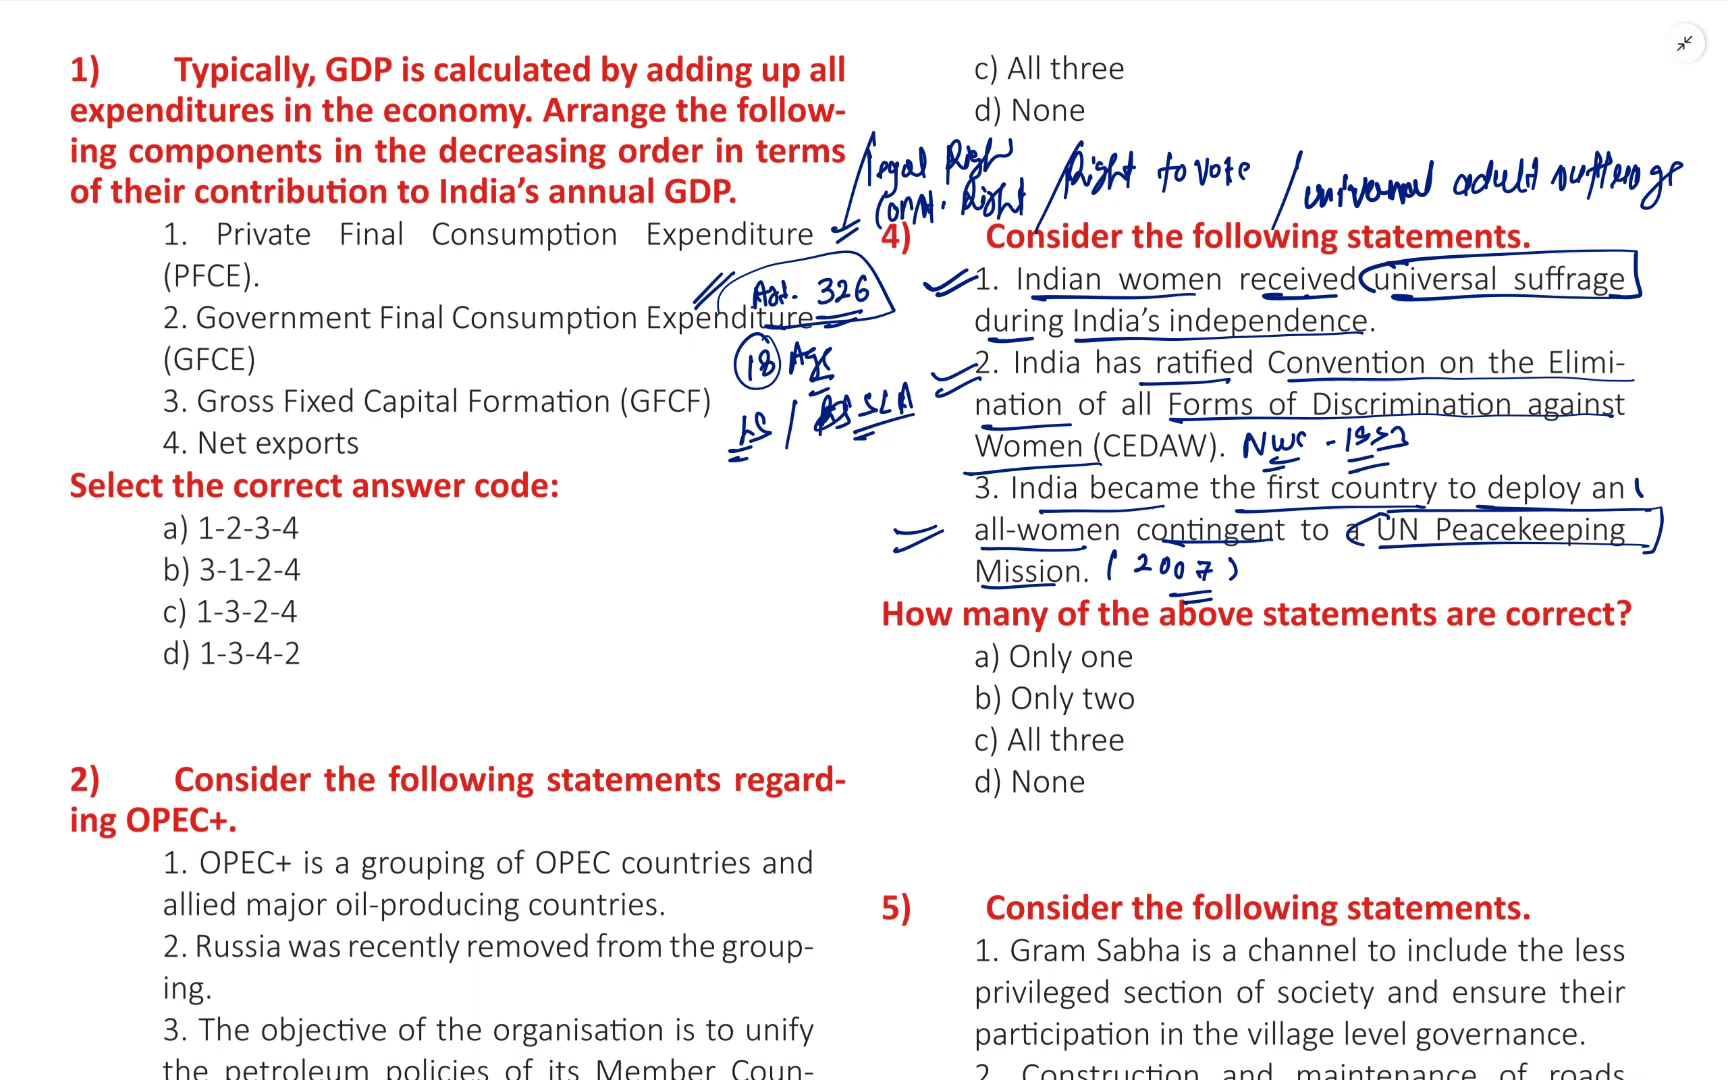 1) Typically, GDP is calculated by adding up all
expenditures in the economy. Arrange the follow-
ing components in the decreasing order in terms
of their contribution to India's annual GDP.
1. Private Final Consumption Expenditure
(PFCE).
2. Government Final Consumption Expenditure
(GFCE)
3. Gross Fixed Capital Formation (GFCF)
4. Net exports
Select the correct answer code:
a) 1-2-3-4
b) 3-1-2-4
c) 1-3-2-4
d) 1-3-4-2
2) Consider the following statements regard-
ing OPEC+.
1. OPEC+ is a grouping of OPEC countries and
allied major oil-producing countries.
2. Russia was recently removed from the group-
ing.
3. The objective of the organisation is to unify
the petroleum policies of its Member Coun-
Art. 326
18 Age
LS / SLA
c) All three
d) None
legal Right
Const. Right / Right to vote / universal adult suffrage
4) Consider the following statements.
1. Indian women received universal suffrage
during India's independence.
2. India has ratified Convention on the Elimi-
nation of all Forms of Discrimination against
Women (CEDAW). NWC -
3. India became the first country to deploy an
all-women contingent to a UN Peacekeeping
Mission. (2007)
How many of the above statements are correct?
a) Only one
b) Only two
c) All three
d) None
5) Consider the following statements.
1. Gram Sabha is a channel to include the less
privileged section of society and ensure their
participation in the village level governance.
2. Construction and maintenance of roads